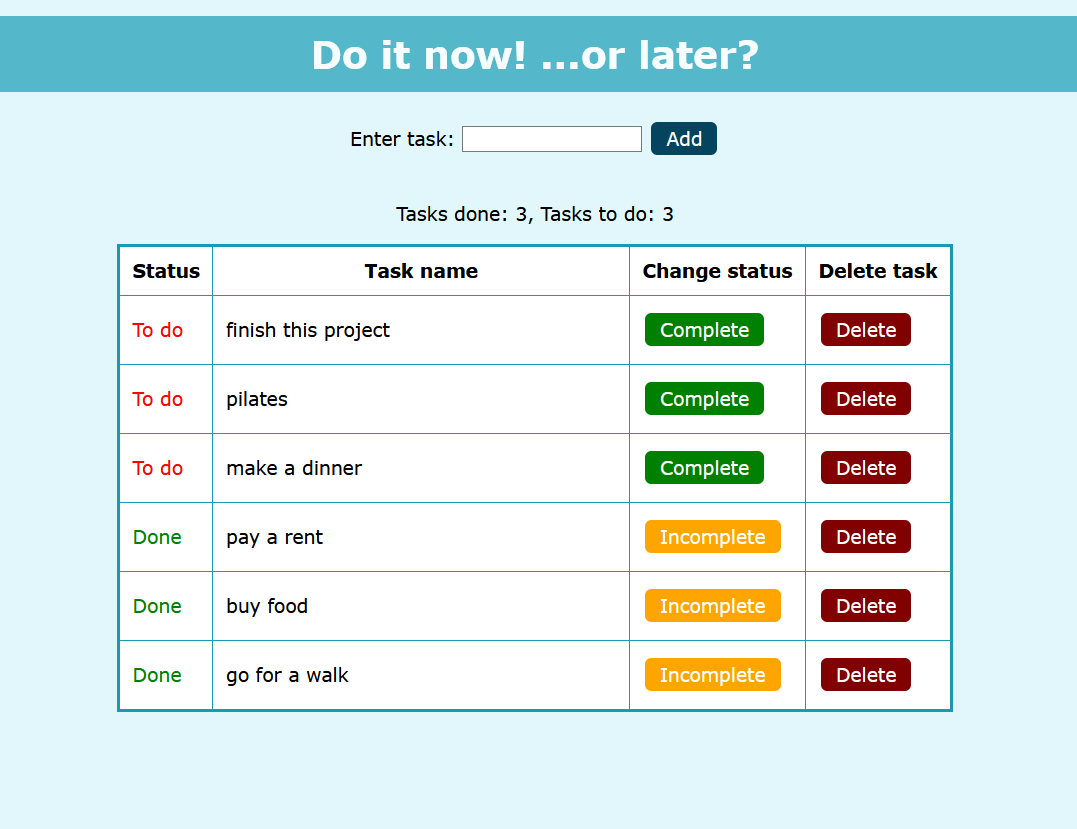 Do it now! ...or later?
Enter task: Add
Tasks done: 3, Tasks to do: 3
Status Task name Change status Delete task
To do finish this project Complete Delete
To do pilates Complete Delete
To do make a dinner Complete Delete
Done pay a rent Incomplete Delete
Done buy food Incomplete Delete
Done go for a walk Incomplete Delete